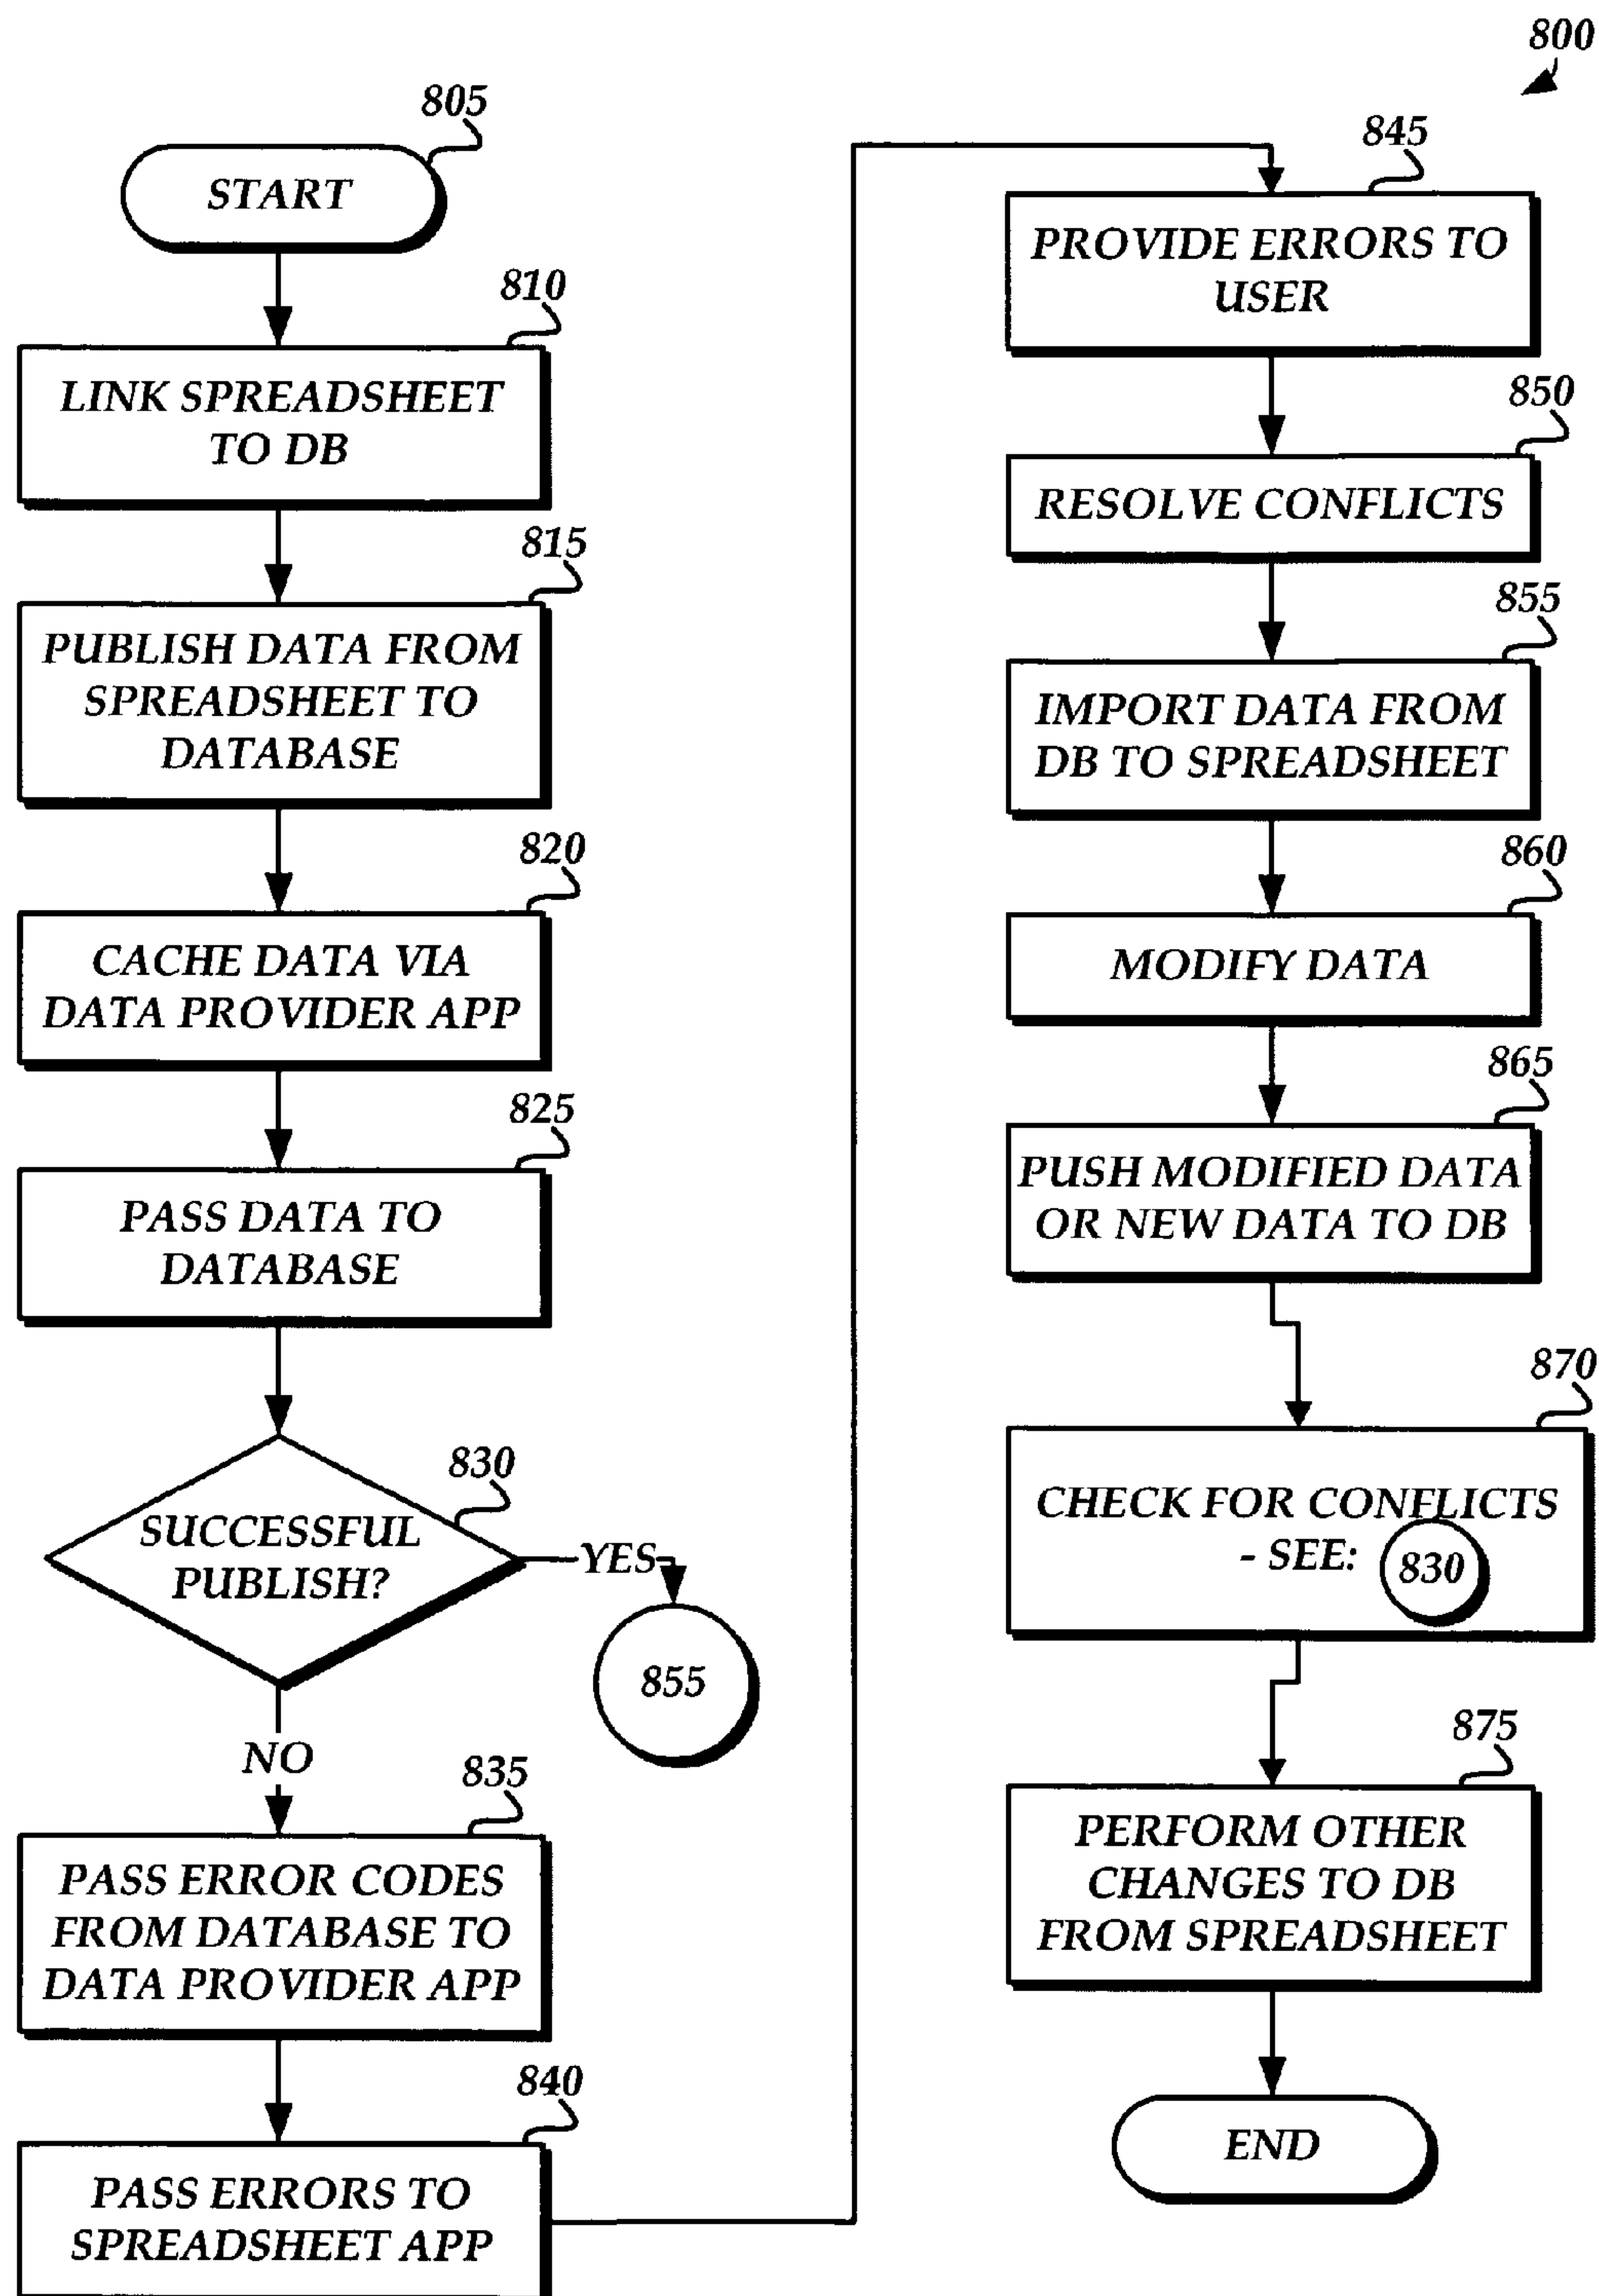 800
805
START
810
LINK SPREADSHEET
TO DB
815
PUBLISH DATA FROM
SPREADSHEET TO
DATABASE
820
CACHE DATA VIA
DATA PROVIDER APP
825
PASS DATA TO
DATABASE
830
SUCCESSFUL
PUBLISH?
YES
855
NO
835
PASS ERROR CODES
FROM DATABASE TO
DATA PROVIDER APP
840
PASS ERRORS TO
SPREADSHEET APP
845
PROVIDE ERRORS TO
USER
850
RESOLVE CONFLICTS
855
IMPORT DATA FROM
DB TO SPREADSHEET
860
MODIFY DATA
865
PUSH MODIFIED DATA
OR NEW DATA TO DB
870
CHECK FOR CONFLICTS
- SEE: 830
875
PERFORM OTHER
CHANGES TO DB
FROM SPREADSHEET
END